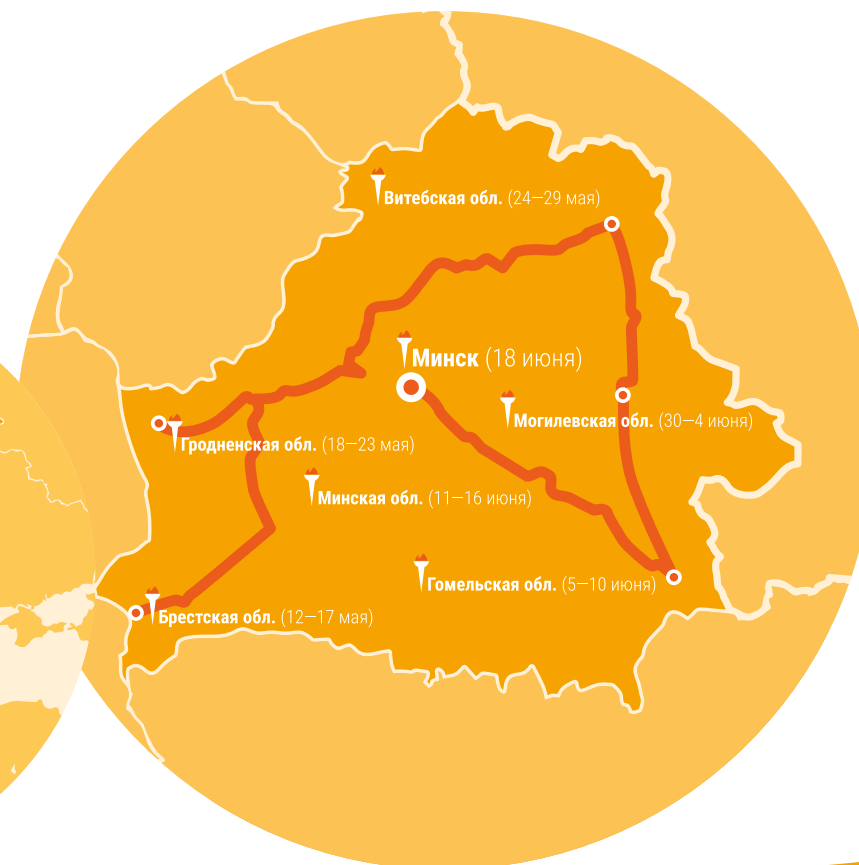 Витебская обл. (24—29 мая)
Минск (18 июня)
Могилевская обл. (30—4 июня)
Гродненская обл. (18—23 мая)
Минская обл. (11—16 июня)
Гомельская обл. (5—10 июня)
Брестская обл. (12—17 мая)